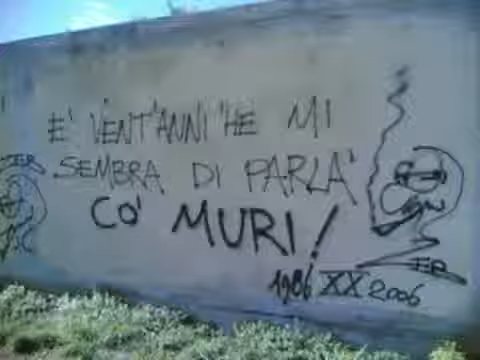 E' VENT'ANNI 'HE MI
SEMBRA DI PARLA'
CO' MURI!
1986 XX 2006